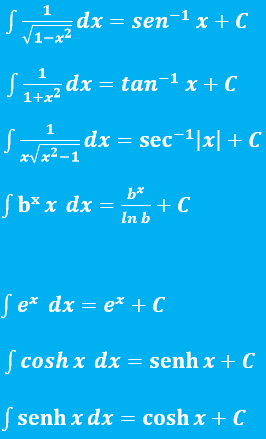 ∫ 1/√(1−x²) dx = sen⁻¹ x + C
∫ 1/(1+x²) dx = tan⁻¹ x + C
∫ 1/(x√(x²−1)) dx = sec⁻¹|x| + C
∫ bˣ x dx = bˣ/ln b + C
∫ eˣ dx = eˣ + C
∫ cosh x dx = senh x + C
∫ senh x dx = cosh x + C